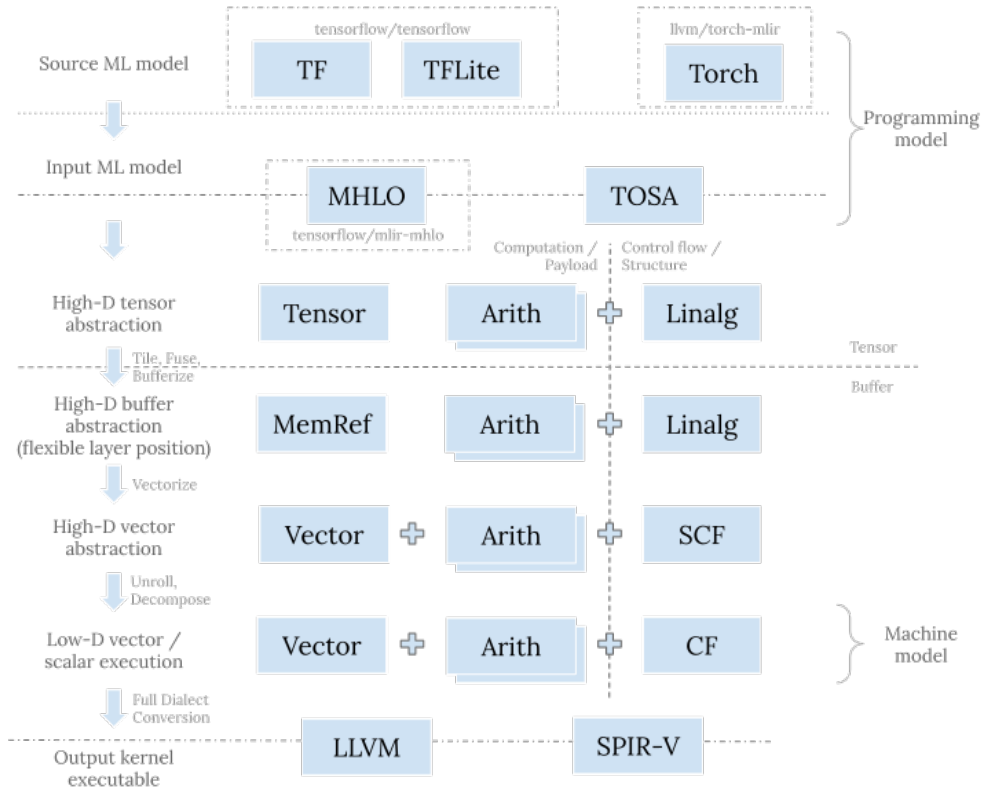 tensorflow/tensorflow
llvm/torch-mlir
Source ML model
TF
TFLite
Torch
Programming
model
Input ML model
MHLO
TOSA
tensorflow/mlir-mhlo
Computation /
Payload
Control flow /
Structure
High-D tensor
abstraction
Tensor
Arith
Linalg
Tile, Fuse,
Bufferize
Tensor
Buffer
High-D buffer
abstraction
(flexible layer position)
MemRef
Arith
Linalg
Vectorize
High-D vector
abstraction
Vector
Arith
SCF
Unroll,
Decompose
Low-D vector /
scalar execution
Vector
Arith
CF
Machine
model
Full Dialect
Conversion
Output kernel
executable
LLVM
SPIR-V